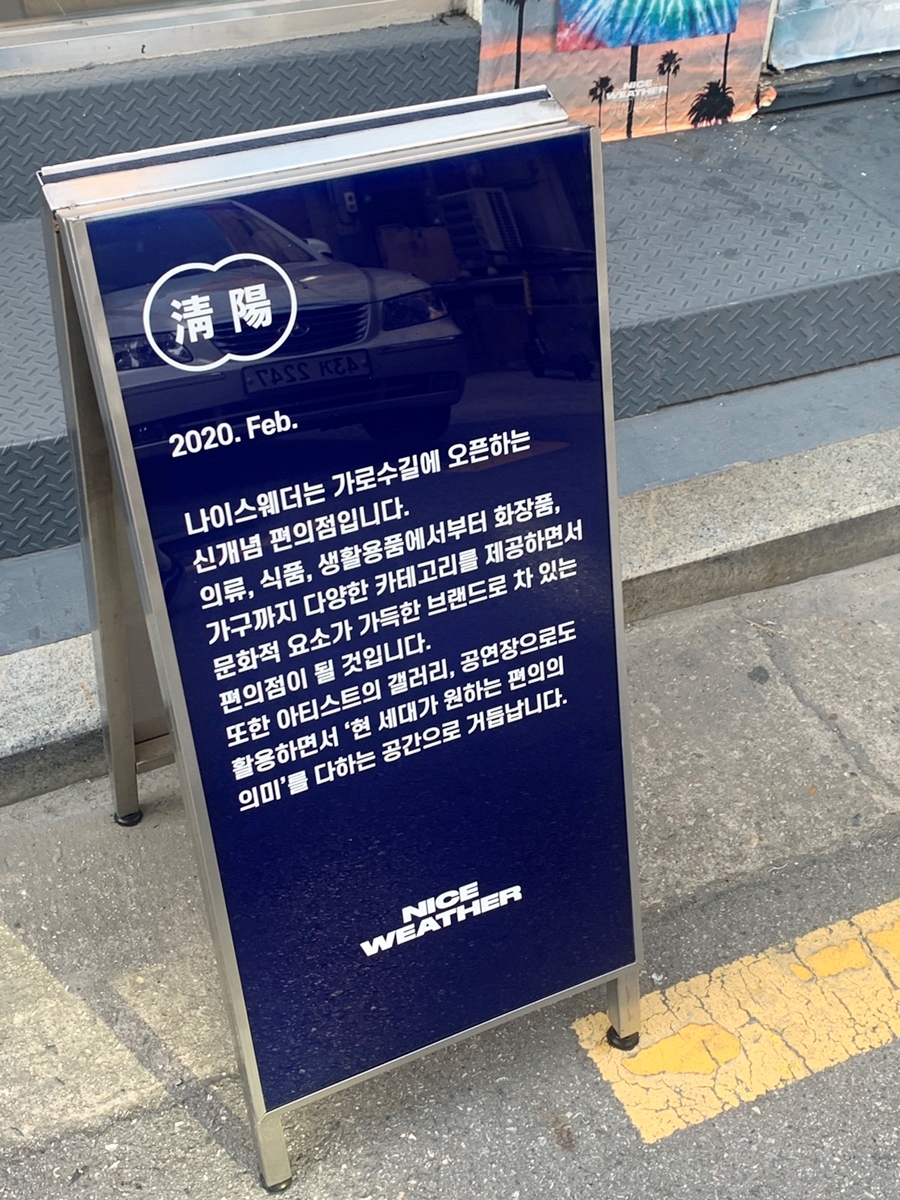 NICE
WEATHER
淸陽
2020. Feb.
나이스웨더는 가로수길에 오픈하는
신개념 편의점입니다.
의류, 식품, 생활용품에서부터 화장품,
가구까지 다양한 카테고리를 제공하면서
문화적 요소가 가득한 브랜드로 차 있는
편의점이 될 것입니다.
또한 아티스트의 갤러리, 공연장으로도
활용하면서 ‘현 세대가 원하는 편의의
의미’를 다하는 공간으로 거듭납니다.
NICE
WEATHER